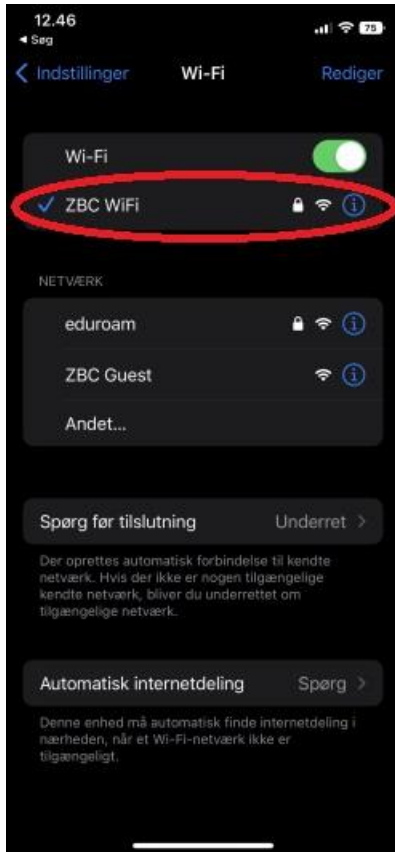 12.46
75
Søg
Indstillinger Wi-Fi Rediger
Wi-Fi
ZBC WiFi
NETVÆRK
eduroam
ZBC Guest
Andet...
Spørg før tilslutning Underret
Der oprettes automatisk forbindelse til kendte
netværk. Hvis der ikke er nogen tilgængelige
kendte netværk, bliver du underrettet om
tilgængelige netværk.
Automatisk internetdeling Spørg
Denne enhed må automatisk finde internetdeling i
nærheden, når et Wi-Fi-netværk ikke er
tilgængeligt.